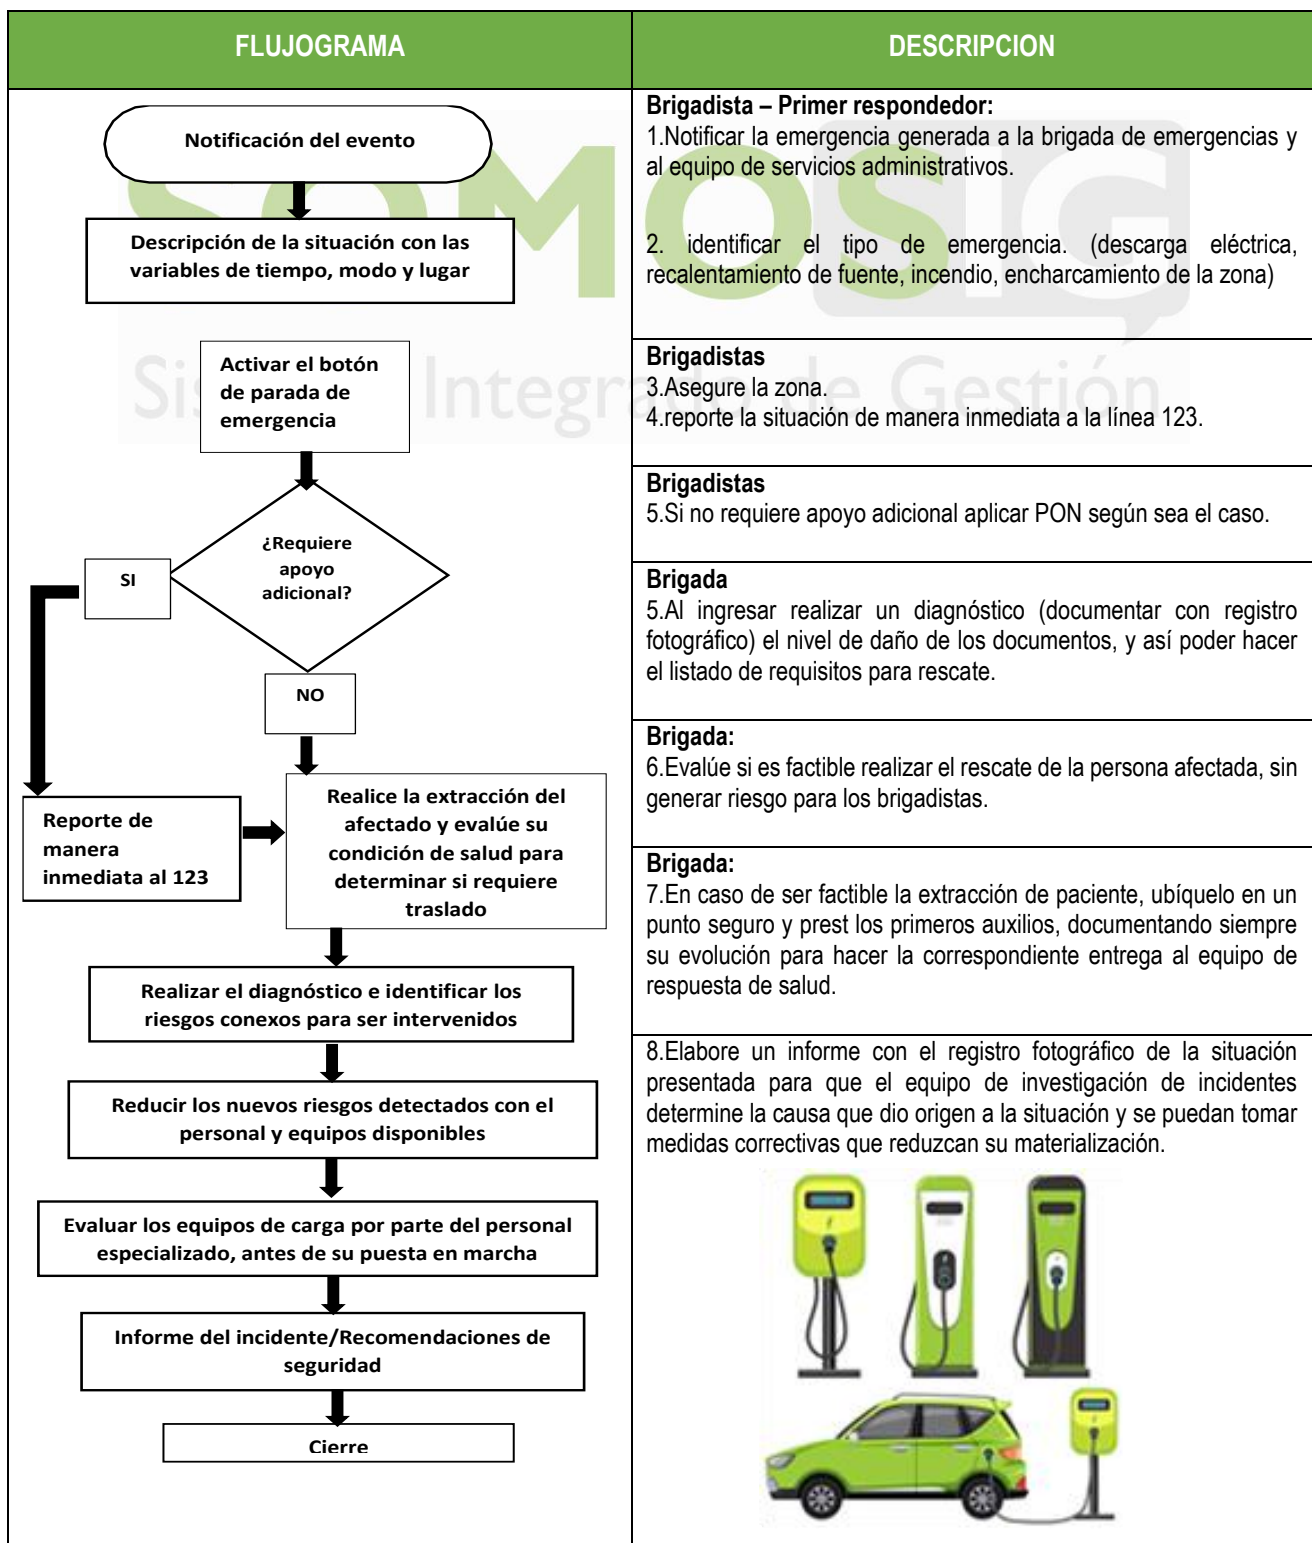 FLUJOGRAMA
Notificación del evento
Descripción de la situación con las
variables de tiempo, modo y lugar
Activar el botón
de parada de
emergencia
¿Requiere
apoyo
adicional?
SI
NO
Reporte de
manera
inmediata al 123
Realice la extracción del
afectado y evalúe su
condición de salud para
determinar si requiere
traslado
Realizar el diagnóstico e identificar los
riesgos conexos para ser intervenidos
Reducir los nuevos riesgos detectados con el
personal y equipos disponibles
Evaluar los equipos de carga por parte del personal
especializado, antes de su puesta en marcha
Informe del incidente/Recomendaciones de
seguridad
Cierre
DESCRIPCION
Brigadista – Primer respondedor:
1.Notificar la emergencia generada a la brigada de emergencias y
al equipo de servicios administrativos.
2. identificar el tipo de emergencia. (descarga eléctrica,
recalentamiento de fuente, incendio, encharcamiento de la zona)
Brigadistas
3.Asegure la zona.
4.reporte la situación de manera inmediata a la línea 123.
Brigadistas
5.Si no requiere apoyo adicional aplicar PON según sea el caso.
Brigada
5.Al ingresar realizar un diagnóstico (documentar con registro
fotográfico) el nivel de daño de los documentos, y así poder hacer
el listado de requisitos para rescate.
Brigada:
6.Evalúe si es factible realizar el rescate de la persona afectada, sin
generar riesgo para los brigadistas.
Brigada:
7.En caso de ser factible la extracción de paciente, ubíquelo en un
punto seguro y prest los primeros auxilios, documentando siempre
su evolución para hacer la correspondiente entrega al equipo de
respuesta de salud.
8.Elabore un informe con el registro fotográfico de la situación
presentada para que el equipo de investigación de incidentes
determine la causa que dio origen a la situación y se puedan tomar
medidas correctivas que reduzcan su materialización.
SOMOSIG
Integrado de Gestión